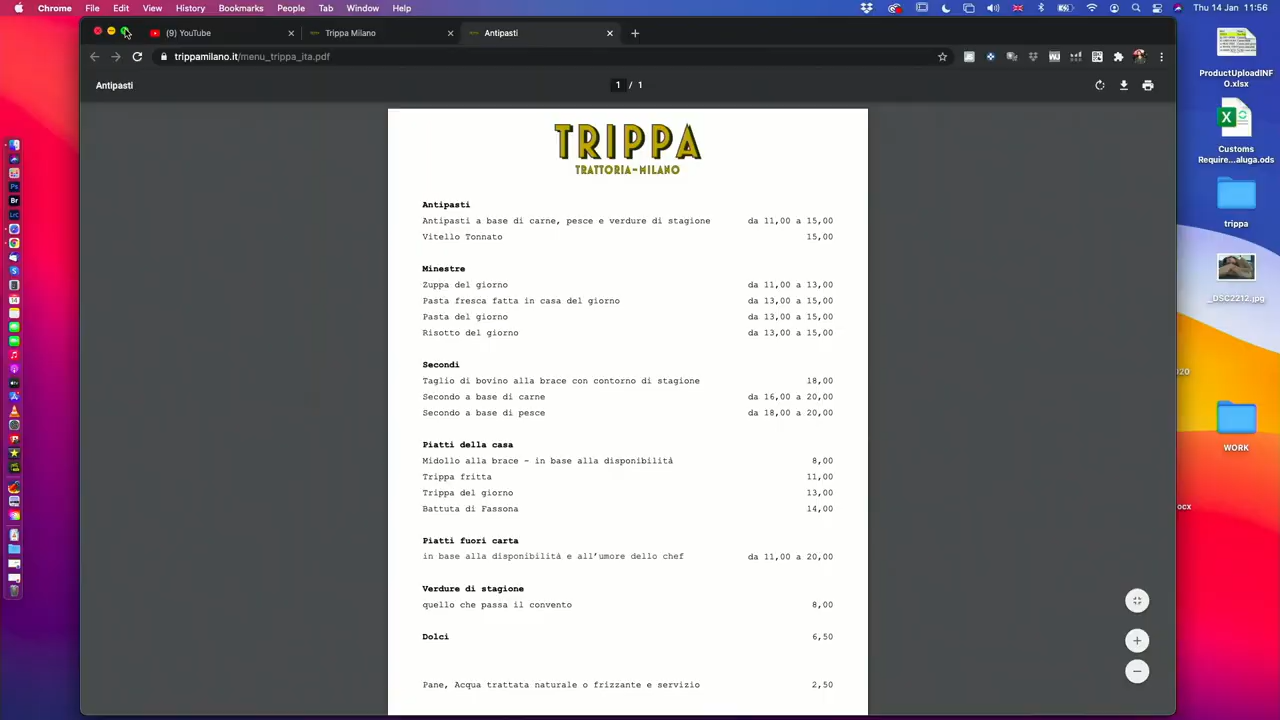 Chrome File Edit View History Bookmarks People Tab Window Help Thu Jan 14 11:56
(9) YouTube Trippa Milano Antipasti
trippamilano.it/menu_trippa_ita.pdf
Antipasti 1 / 1
TRIPPA
TRATTORIA-MILANO
Antipasti
Antipasti a base di carne, pesce e verdure di stagione da 11,00 a 15,00
Vitello Tonnato 15,00
Minestre
Zuppa del giorno da 11,00 a 13,00
Pasta fresca fatta in casa del giorno da 13,00 a 15,00
Pasta del giorno da 13,00 a 15,00
Risotto del giorno da 13,00 a 15,00
Secondi
Taglio di bovino alla brace con contorno di stagione 18,00
Secondo a base di carne da 16,00 a 20,00
Secondo a base di pesce da 18,00 a 20,00
Piatti della casa
Midollo alla brace - in base alla disponibilità 8,00
Trippa fritta 11,00
Trippa del giorno 13,00
Battuta di Fassona 14,00
Piatti fuori carta
in base alla disponibilità e all'umore dello chef da 11,00 a 20,00
Verdure di stagione
quello che passa il convento 8,00
Dolci 6,50
Pane, Acqua trattata naturale o frizzante e servizio 2,50
ProductUploadINF
O.xlsx
Customs
Require...aluga.ods
trippa
_DSC2212.jpg
WORK